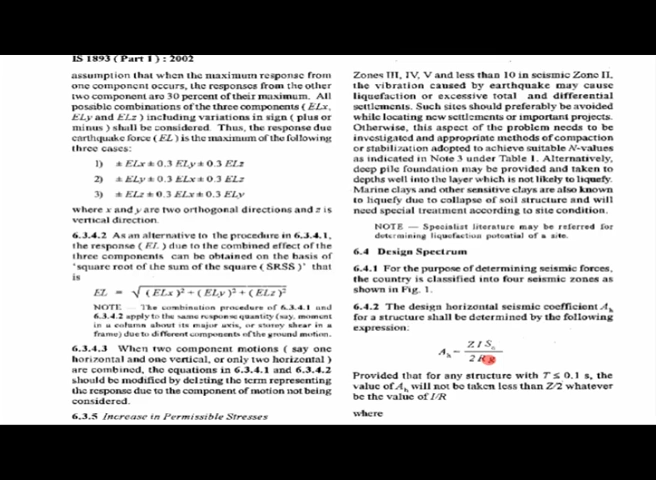 IS 1893 ( Part 1 ) : 2002
assumption that when the maximum response from
one component occurs, the responses from the other
two component are 30 percent of their maximum. All
possible combinations of the three components ( ELx,
ELy and ELz ) including variations in sign ( plus or
minus ) shall be considered. Thus, the response due
earthquake force ( EL ) is the maximum of the following
three cases:
1) ± ELx ± 0.3 ELy ± 0.3 ELz
2) ± ELy ± 0.3 ELx ± 0.3 ELz
3) ± ELz ± 0.3 ELx ± 0.3 ELy
where x and y are two orthogonal directions and z is
vertical direction.
6.3.4.2 As an alternative to the procedure in 6.3.4.1,
the response ( EL ) due to the combined effect of the
three components can be obtained on the basis of
'square root of the sum of the square ( SRSS )' that
is
EL = √( ELx )² + ( ELy )² + ( ELz )²
NOTE — The combination procedure of 6.3.4.1 and
6.3.4.2 apply to the same response quantity (say, moment
in a column about its major axis, or storey shear in a
frame) due to different components of the ground motion.
6.3.4.3 When two component motions ( say one
horizontal and one vertical, or only two horizontal )
are combined, the equations in 6.3.4.1 and 6.3.4.2
should be modified by deleting the term representing
the response due to the component of motion not being
considered.
6.3.5 Increase in Permissible Stresses
Zones III, IV, V and less than 10 in seismic Zone II,
the vibration caused by earthquake may cause
liquefaction or excessive total and differential
settlements. Such sites should preferably be avoided
while locating new settlements or important projects.
Otherwise, this aspect of the problem needs to be
investigated and appropriate methods of compaction
or stabilization adopted to achieve suitable N-values
as indicated in Note 3 under Table 1. Alternatively,
deep pile foundation may be provided and taken to
depths well into the layer which is not likely to liquefy.
Marine clays and other sensitive clays are also known
to liquefy due to collapse of soil structure and will
need special treatment according to site condition.
NOTE — Specialist literature may be referred for
determining liquefaction potential of a site.
6.4 Design Spectrum
6.4.1 For the purpose of determining seismic forces,
the country is classified into four seismic zones as
shown in Fig. 1.
6.4.2 The design horizontal seismic coefficient Ah
for a structure shall be determined by the following
expression:
Z I Sa
Ah =
2 R g
Provided that for any structure with T ≤ 0.1 s, the
value of Ah will not be taken less than Z/2 whatever
be the value of I/R
where